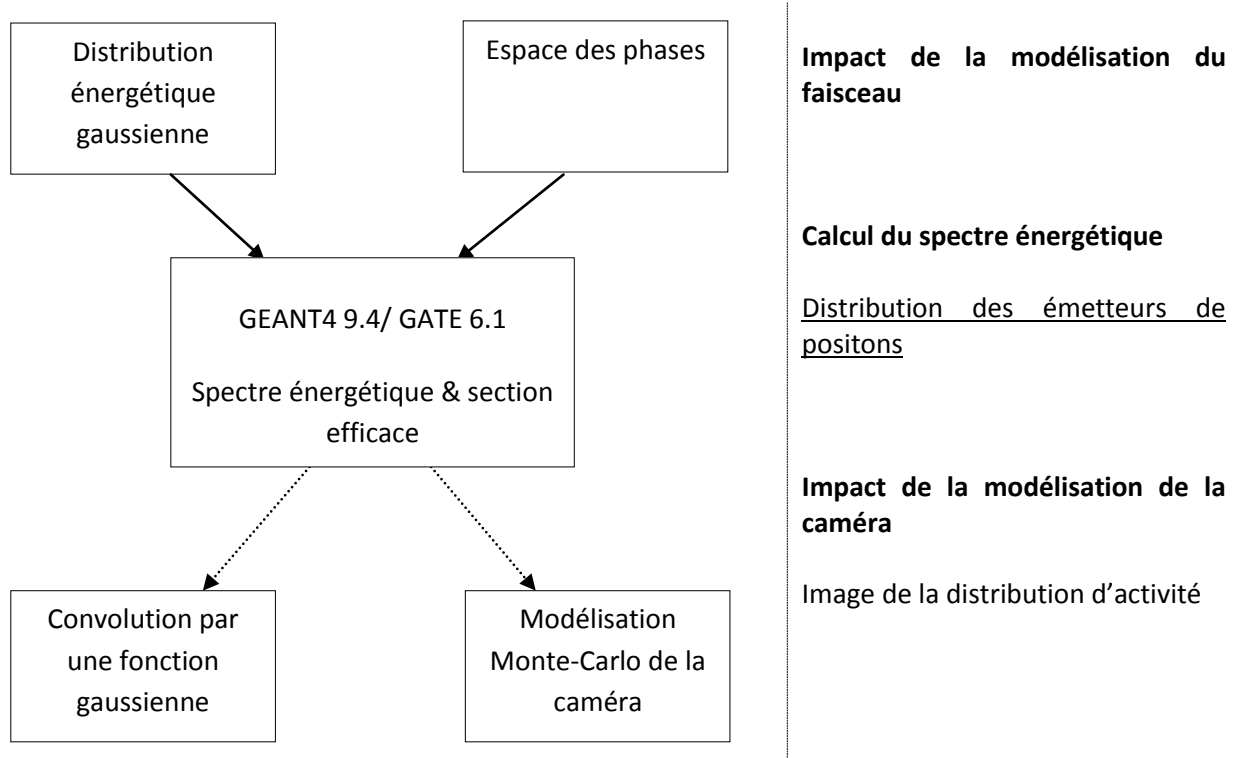 Distribution
énergétique
gaussienne
Espace des phases
Impact de la modélisation du
faisceau
GEANT4 9.4/ GATE 6.1
Spectre énergétique & section
efficace
Calcul du spectre énergétique
Distribution des émetteurs de
positons
Convolution par
une fonction
gaussienne
Modélisation
Monte-Carlo de la
caméra
Impact de la modélisation de la
caméra
Image de la distribution d’activité